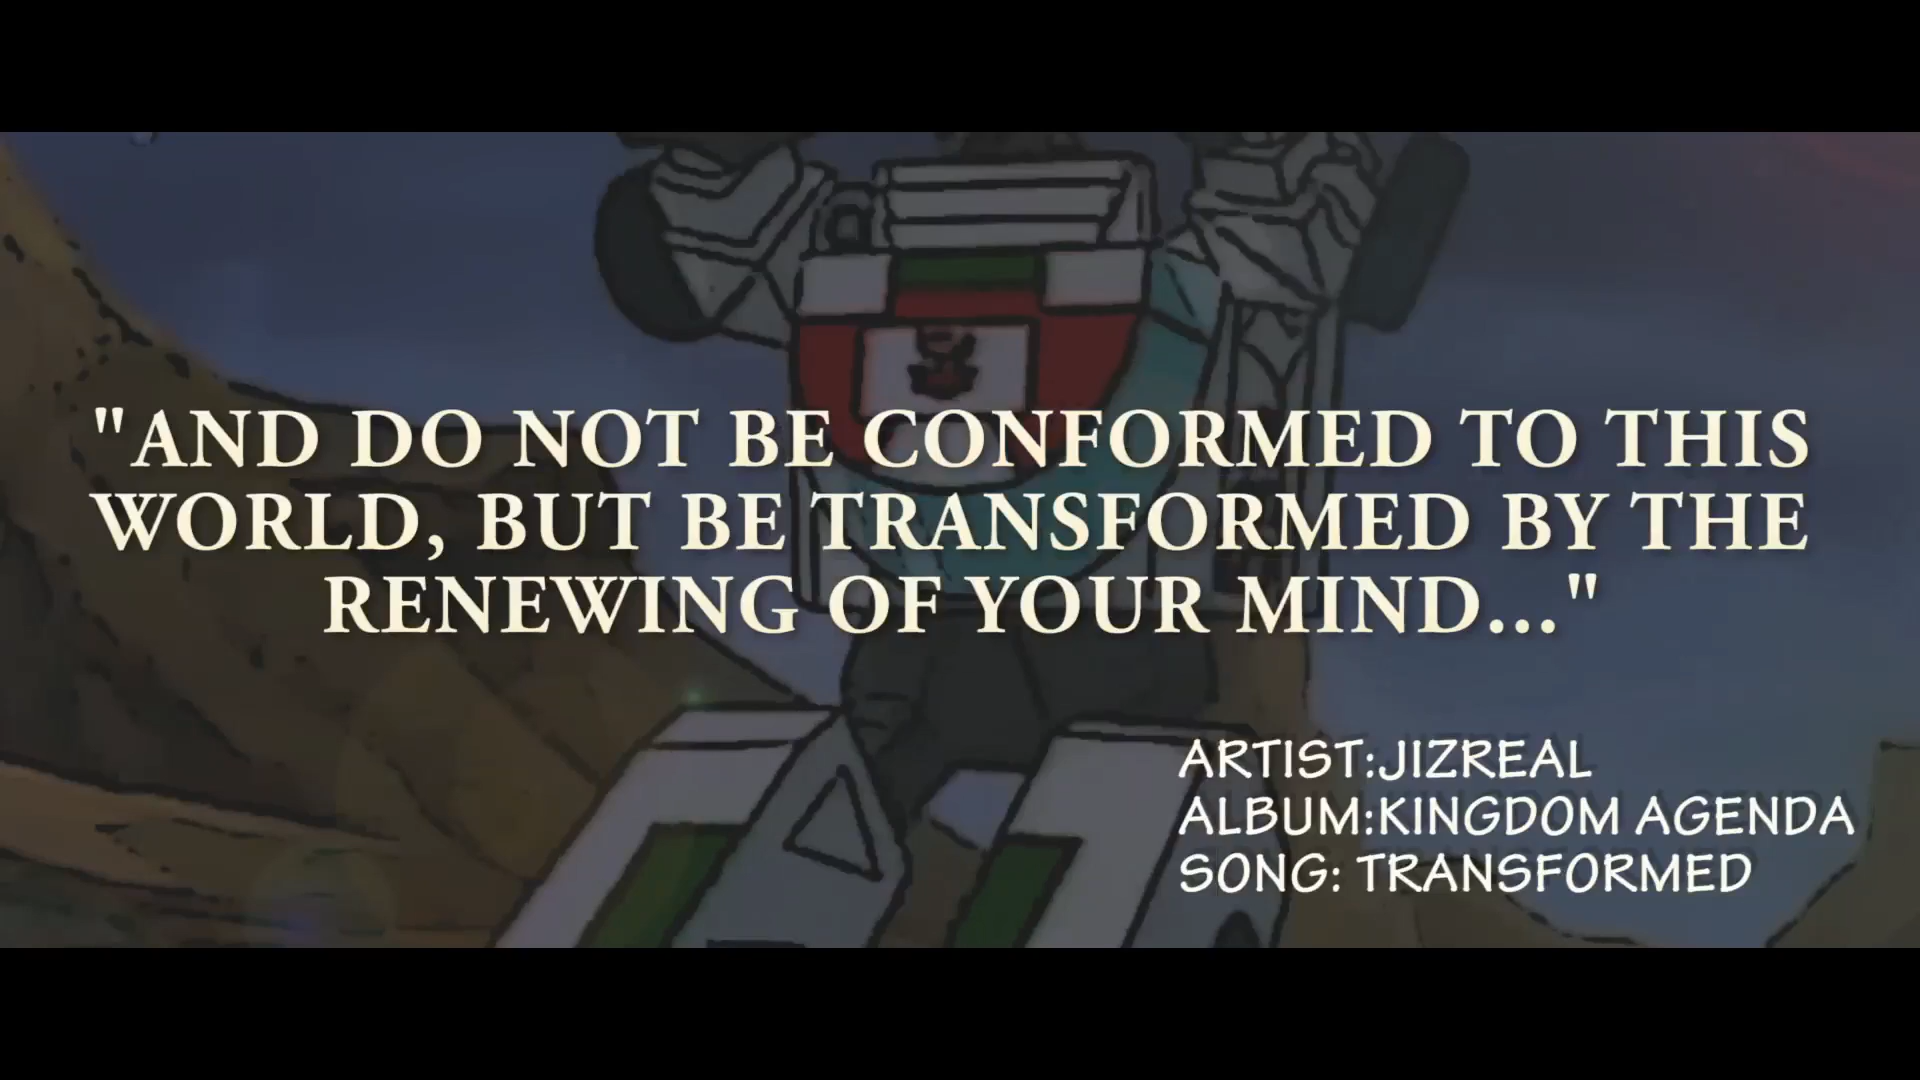 "AND DO NOT BE CONFORMED TO THIS
WORLD, BUT BE TRANSFORMED BY THE
RENEWING OF YOUR MIND..."
ARTIST:JIZREAL
ALBUM:KINGDOM AGENDA
SONG: TRANSFORMED